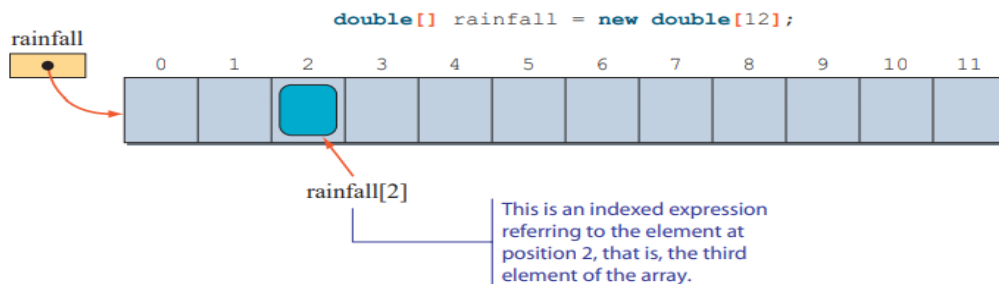 double[] rainfall = new double[12];
rainfall
0 1 2 3 4 5 6 7 8 9 10 11
rainfall[2]
This is an indexed expression
referring to the element at
position 2, that is, the third
element of the array.